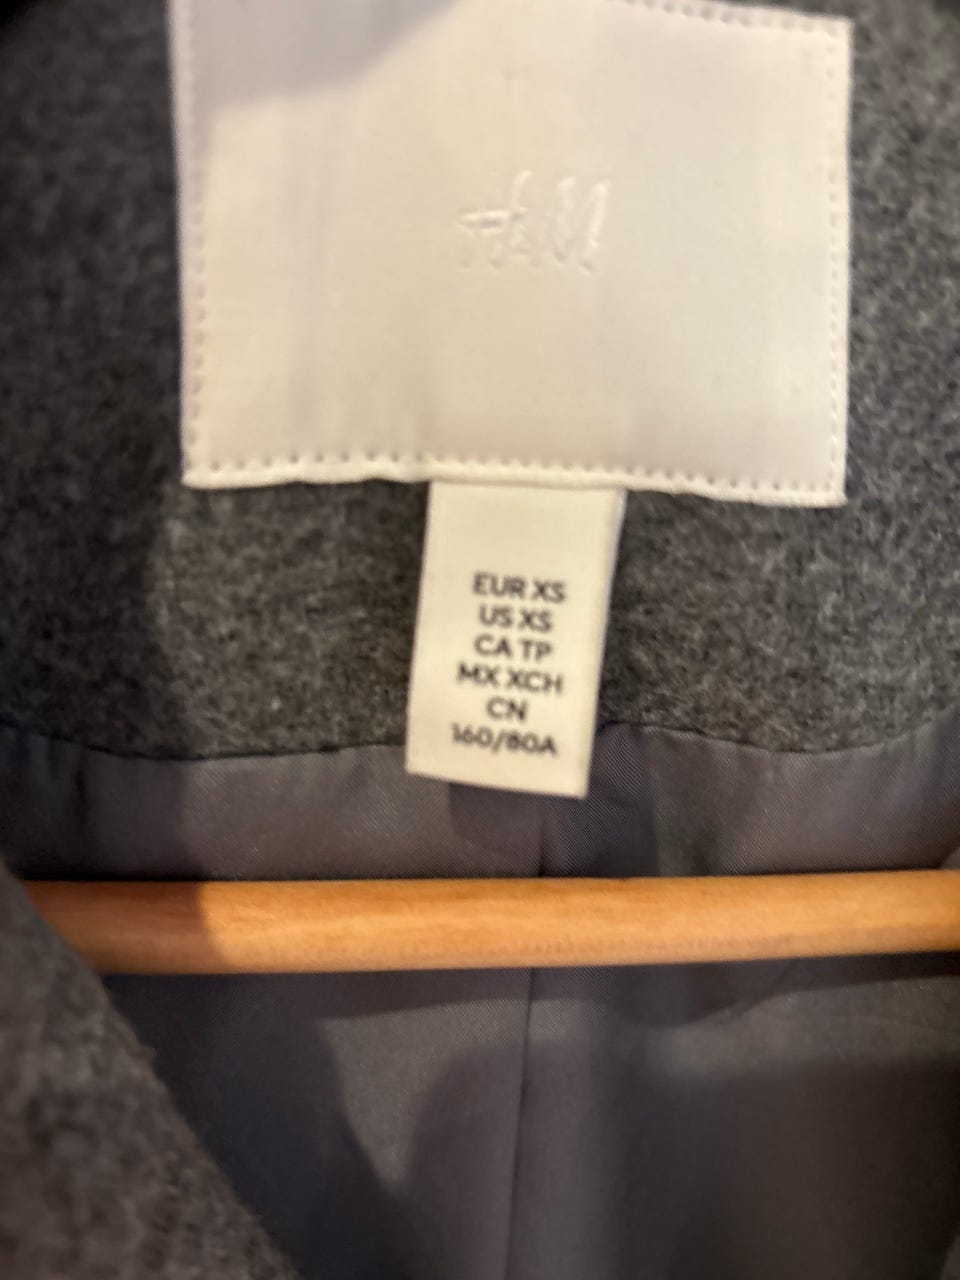 H&M
EUR XS
US XS
CA TP
MX XCH
CN
160/80A